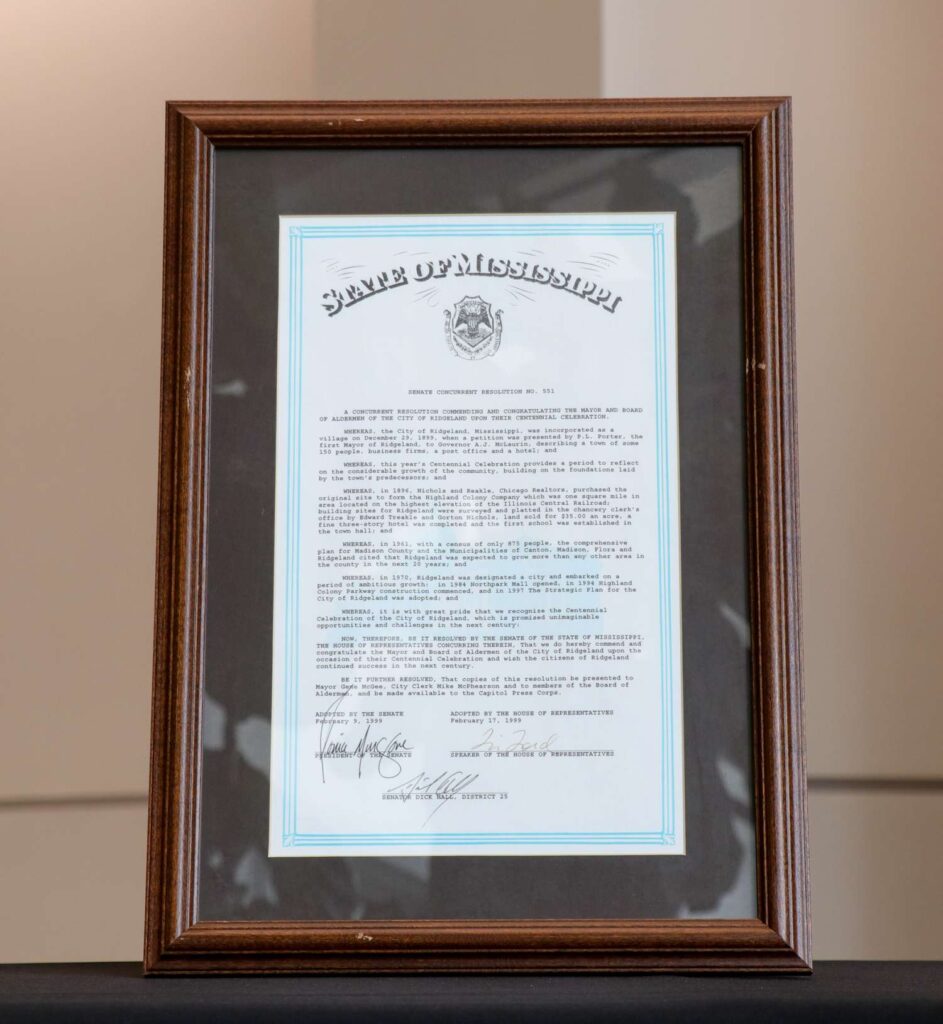 STATE OF MISSISSIPPI
SENATE CONCURRENT RESOLUTION NO. 551
A CONCURRENT RESOLUTION COMMENDING AND CONGRATULATING THE MAYOR AND BOARD
OF ALDERMEN OF THE CITY OF RIDGELAND UPON THEIR CENTENNIAL CELEBRATION.
WHEREAS, the City of Ridgeland, Mississippi, was incorporated as a
village on December 29, 1899, when a petition was presented by P.L. Porter, the
first Mayor of Ridgeland, to Governor A.J. McLaurin, describing a town of some
150 people, business firms, a post office and a hotel; and
WHEREAS, this year's Centennial Celebration provides a period to reflect
on the considerable growth of the community, building on the foundations laid
by the town's predecessors; and
WHEREAS, in 1896, Nichols and Reakle, Chicago Realtors, purchased the
original site to form the Highland Colony Company which was one square mile in
area located on the highest elevation of the Illinois Central Railroad;
building sites for Ridgeland were surveyed and platted in the chancery clerk's
office by Edward Treakle and Gorton Nichols, land sold for $35.00 an acre, a
fine three-story hotel was completed and the first school was established in
the town hall; and
WHEREAS, in 1961, with a census of only 875 people, the comprehensive
plan for Madison County and the Municipalities of Canton, Madison, Flora and
Ridgeland cited that Ridgeland was expected to grow more than any other area in
the county in the next 20 years; and
WHEREAS, in 1970, Ridgeland was designated a city and embarked on a
period of ambitious growth: in 1984 Northpark Mall opened, in 1994 Highland
Colony Parkway construction commenced, and in 1997 The Strategic Plan for the
City of Ridgeland was adopted; and
WHEREAS, it is with great pride that we recognize the Centennial
Celebration of the City of Ridgeland, which is promised unimaginable
opportunities and challenges in the next century:
NOW, THEREFORE, BE IT RESOLVED BY THE SENATE OF THE STATE OF MISSISSIPPI,
THE HOUSE OF REPRESENTATIVES CONCURRING THEREIN, That we do hereby commend and
congratulate the Mayor and Board of Aldermen of the City of Ridgeland upon the
occasion of their Centennial Celebration and wish the citizens of Ridgeland
continued success in the next century.
BE IT FURTHER RESOLVED, That copies of this resolution be presented to
Mayor Gene McGee, City Clerk Mike McPhearson and to members of the Board of
Aldermen, and be made available to the Capitol Press Corps.
ADOPTED BY THE SENATE ADOPTED BY THE HOUSE OF REPRESENTATIVES
February 9, 1999 February 17, 1999
Tim Ford
PRESIDENT OF THE SENATE SPEAKER OF THE HOUSE OF REPRESENTATIVES
SENATOR DICK HALL, DISTRICT 25